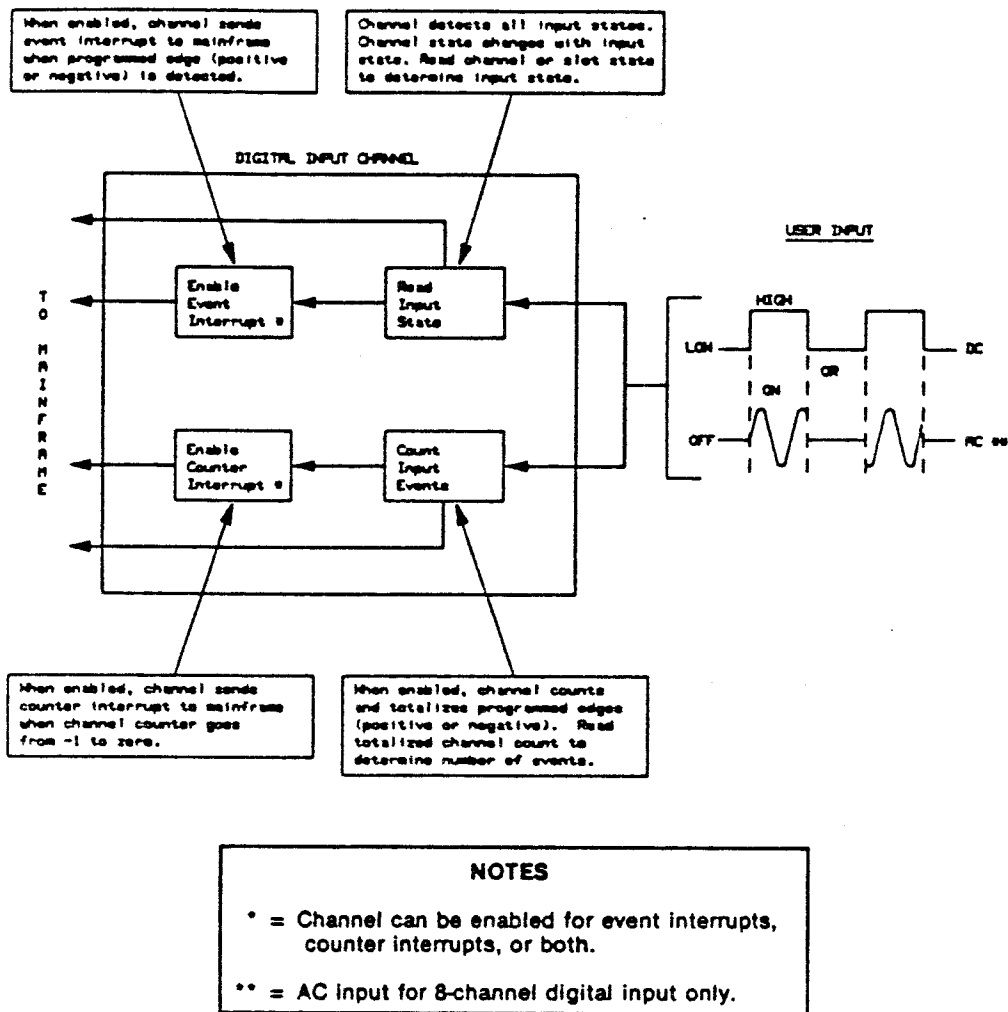 When enabled, channel sends
event interrupt to mainframe
when programmed edge (positive
or negative) is detected.
Channel detects all input states.
Channel state changes with input
state. Read channel or slot state
to determine input state.
DIGITAL INPUT CHANNEL
USER INPUT
TO MAINFRAME
Enable
Event
Interrupt *
Read
Input
State
HIGH
LOW
DC
OR
ON
OFF
AC **
Enable
Counter
Interrupt *
Count
Input
Events
When enabled, channel sends
counter interrupt to mainframe
when channel counter goes
from -1 to zero.
When enabled, channel counts
and totalizes programmed edges
(positive or negative). Read
totalized channel count to
determine number of events.
NOTES
* = Channel can be enabled for event interrupts,
counter interrupts, or both.
** = AC input for 8-channel digital input only.